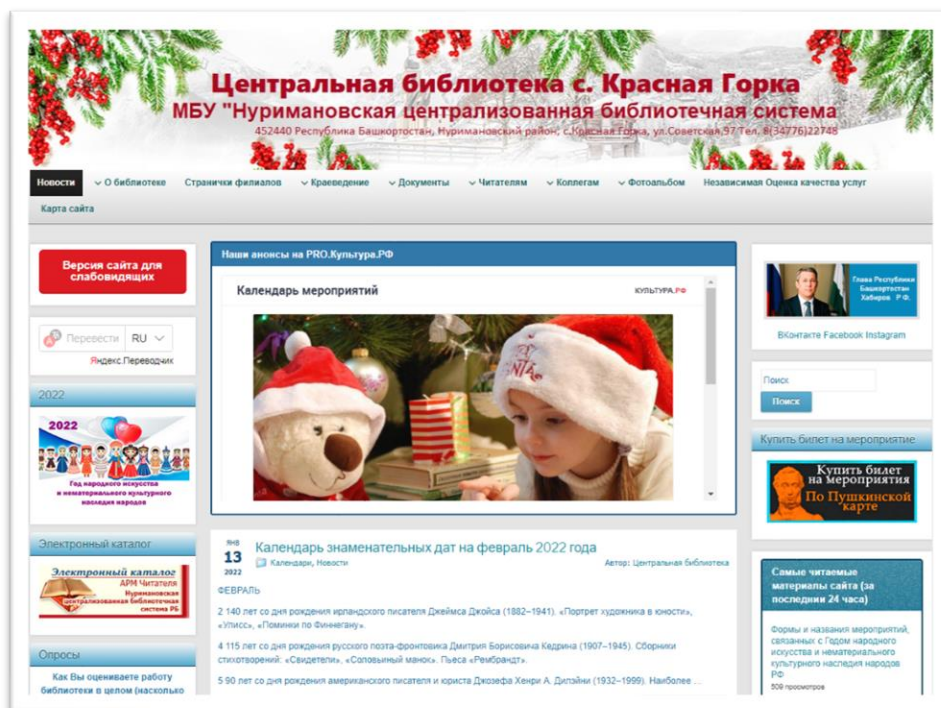 Центральная библиотека с. Красная Горка
МБУ "Нуримановская централизованная библиотечная система
452440 Республика Башкортостан, Нуримановский район, с.Красная Горка, ул.Советская,97 Тел. 8(34776)22748
Новости О библиотеке Странички филиалов Краеведение Документы Читателям Коллегам Фотоальбом Независимая Оценка качества услуг
Карта сайта
Версия сайта для
слабовидящих
Перевести RU
Яндекс.Переводчик
2022
2022
Год народного искусства
и нематериального культурного
наследия народов
Электронный каталог
Электронный каталог
АРМ Читателя
Нуримановская
централизованная библиотечная
система РБ
Опросы
Как Вы оцениваете работу
библиотеки в целом (насколько
Наши анонсы на PRO.Культура.РФ
Календарь мероприятий
КУЛЬТУРА.РФ
SANTA
ЯНВ
13
2022
Календарь знаменательных дат на февраль 2022 года
Календари, Новости
Автор: Центральная библиотека
ФЕВРАЛЬ
2 140 лет со дня рождения ирландского писателя Джеймса Джойса (1882–1941). «Портрет художника в юности»,
«Улисс», «Поминки по Финнегану».
4 115 лет со дня рождения русского поэта-фронтовика Дмитрия Борисовича Кедрина (1907–1945). Сборники
стихотворений: «Свидетели», «Соловьиный манок». Пьеса «Рембрандт».
5 90 лет со дня рождения американского писателя и юриста Джозефа Хенри А. Дилэйни (1932–1999). Наиболее ...
Глава Республики
Башкортостан
Хабиров Р Ф.
ВКонтакте Facebook Instagram
Поиск
Поиск
Купить билет на мероприятие
Купить билет
на мероприятия
По Пушкинской
карте
Самые читаемые
материалы сайта (за
последнии 24 часа)
Формы и названия мероприятий,
связанных с Годом народного
искусства и нематериального
культурного наследия народов
РФ
509 просмотров